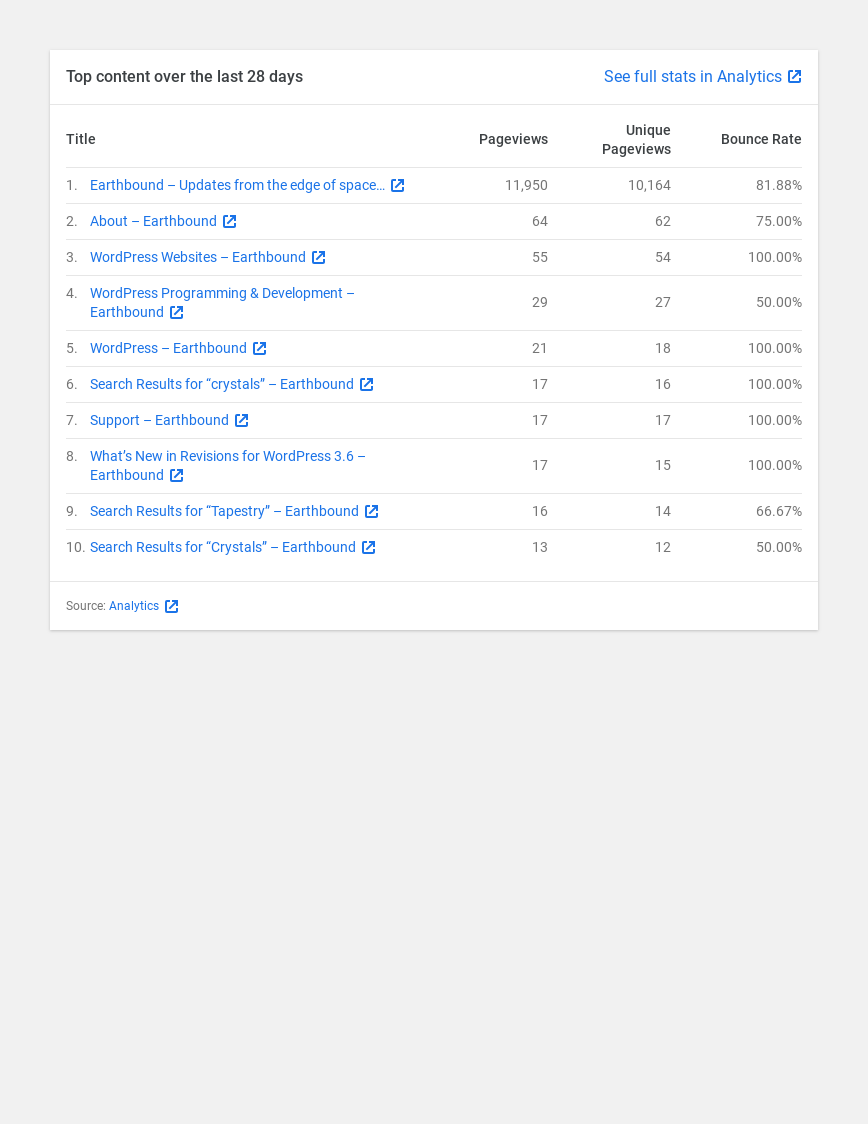 Top content over the last 28 days
See full stats in Analytics
Title Pageviews Unique Pageviews Bounce Rate
1. Earthbound – Updates from the edge of space… 11,950 10,164 81.88%
2. About – Earthbound 64 62 75.00%
3. WordPress Websites – Earthbound 55 54 100.00%
4. WordPress Programming & Development –
Earthbound 29 27 50.00%
5. WordPress – Earthbound 21 18 100.00%
6. Search Results for “crystals” – Earthbound 17 16 100.00%
7. Support – Earthbound 17 17 100.00%
8. What’s New in Revisions for WordPress 3.6 –
Earthbound 17 15 100.00%
9. Search Results for “Tapestry” – Earthbound 16 14 66.67%
10. Search Results for “Crystals” – Earthbound 13 12 50.00%
Source: Analytics